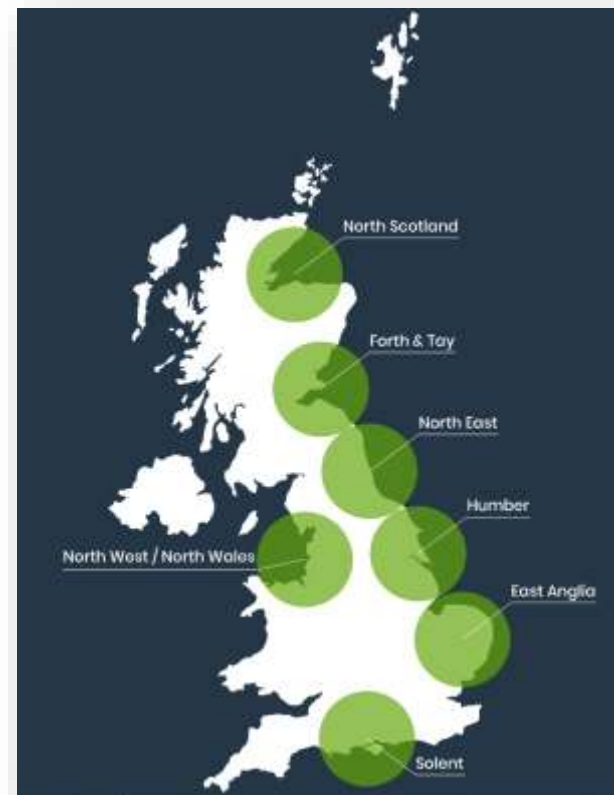 North Scotland
Forth & Tay
North East
Humber
North West / North Wales
East Anglia
Solent